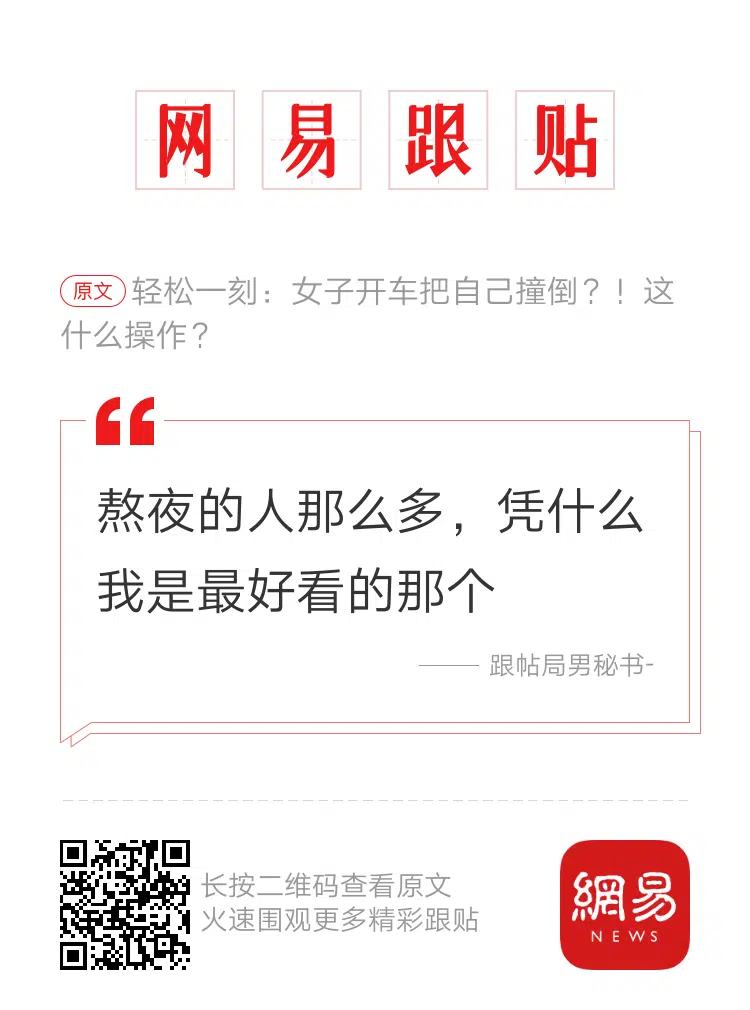 网易跟贴
原文 轻松一刻：女子开车把自己撞倒？！这
什么操作？
熬夜的人那么多，凭什么
我是最好看的那个
—— 跟帖局男秘书-
长按二维码查看原文
火速围观更多精彩跟贴
網易
NEWS